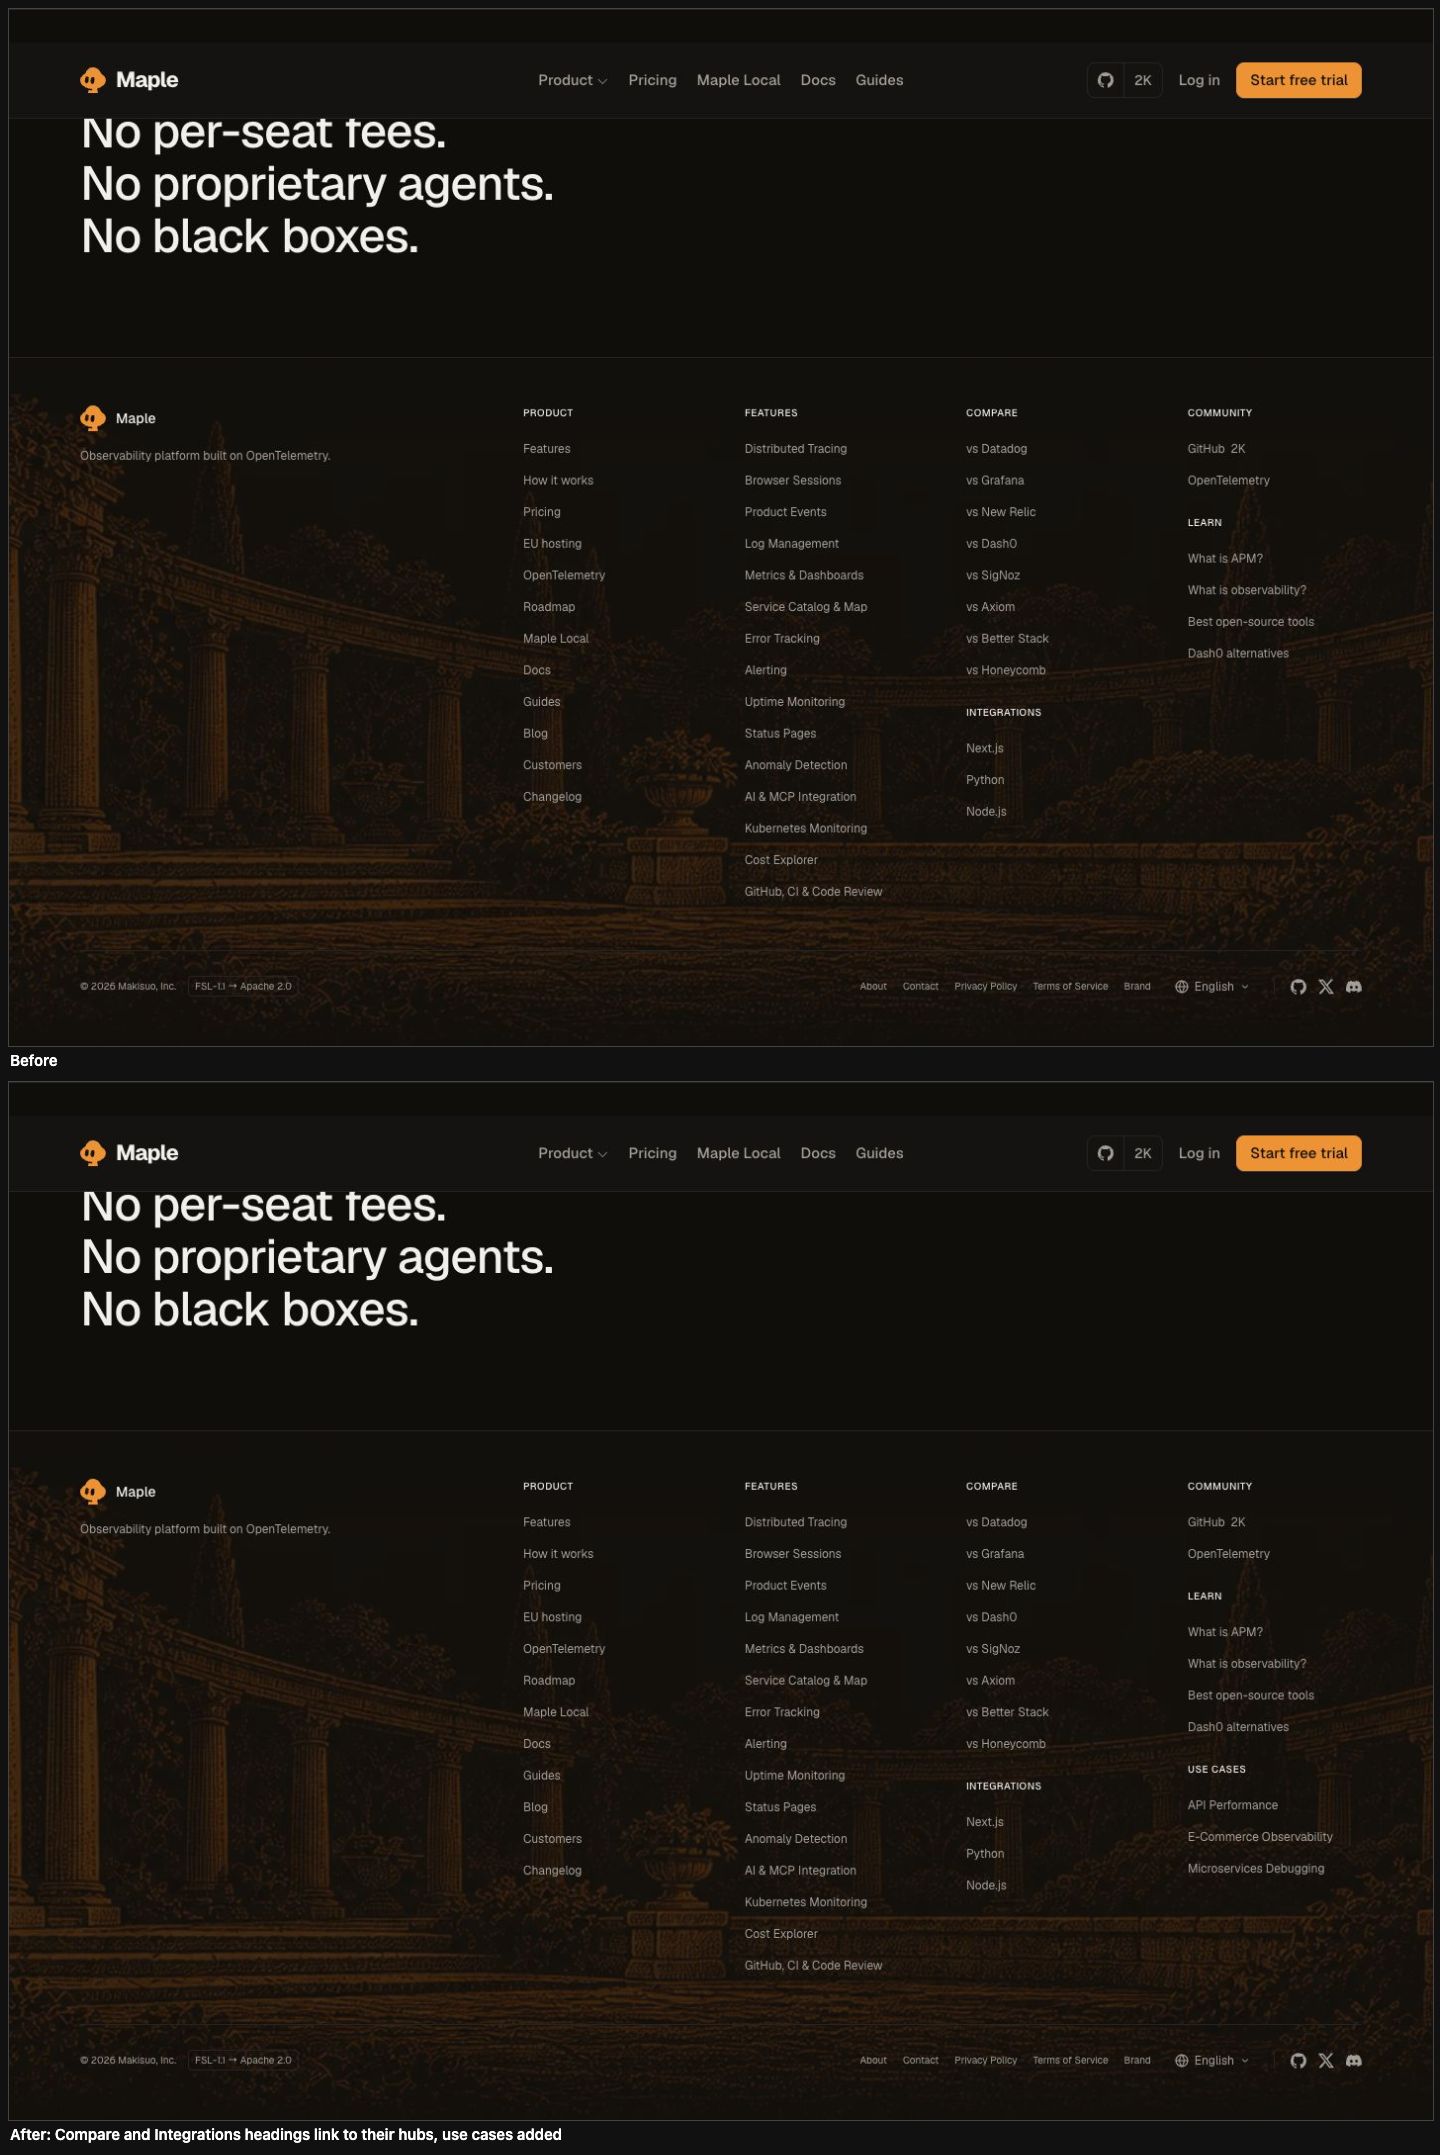 Maple
Product
Pricing
Maple Local
Docs
Guides
2K
Log in
Start free trial
No per-seat fees.
No proprietary agents.
No black boxes.
Maple
Observability platform built on OpenTelemetry.
PRODUCT
Features
How it works
Pricing
EU hosting
OpenTelemetry
Roadmap
Maple Local
Docs
Guides
Blog
Customers
Changelog
FEATURES
Distributed Tracing
Browser Sessions
Product Events
Log Management
Metrics & Dashboards
Service Catalog & Map
Error Tracking
Alerting
Uptime Monitoring
Status Pages
Anomaly Detection
AI & MCP Integration
Kubernetes Monitoring
Cost Explorer
GitHub, CI & Code Review
COMPARE
vs Datadog
vs Grafana
vs New Relic
vs Dash0
vs SigNoz
vs Axiom
vs Better Stack
vs Honeycomb
INTEGRATIONS
Next.js
Python
Node.js
COMMUNITY
GitHub 2K
OpenTelemetry
LEARN
What is APM?
What is observability?
Best open-source tools
Dash0 alternatives
© 2026 Makisuo, Inc.
FSL-1.1 → Apache 2.0
About
Contact
Privacy Policy
Terms of Service
Brand
English
Before
Maple
Product
Pricing
Maple Local
Docs
Guides
2K
Log in
Start free trial
No per-seat fees.
No proprietary agents.
No black boxes.
Maple
Observability platform built on OpenTelemetry.
PRODUCT
Features
How it works
Pricing
EU hosting
OpenTelemetry
Roadmap
Maple Local
Docs
Guides
Blog
Customers
Changelog
FEATURES
Distributed Tracing
Browser Sessions
Product Events
Log Management
Metrics & Dashboards
Service Catalog & Map
Error Tracking
Alerting
Uptime Monitoring
Status Pages
Anomaly Detection
AI & MCP Integration
Kubernetes Monitoring
Cost Explorer
GitHub, CI & Code Review
COMPARE
vs Datadog
vs Grafana
vs New Relic
vs Dash0
vs SigNoz
vs Axiom
vs Better Stack
vs Honeycomb
INTEGRATIONS
Next.js
Python
Node.js
COMMUNITY
GitHub 2K
OpenTelemetry
LEARN
What is APM?
What is observability?
Best open-source tools
Dash0 alternatives
USE CASES
API Performance
E-Commerce Observability
Microservices Debugging
© 2026 Makisuo, Inc.
FSL-1.1 → Apache 2.0
About
Contact
Privacy Policy
Terms of Service
Brand
English
After: Compare and Integrations headings link to their hubs, use cases added